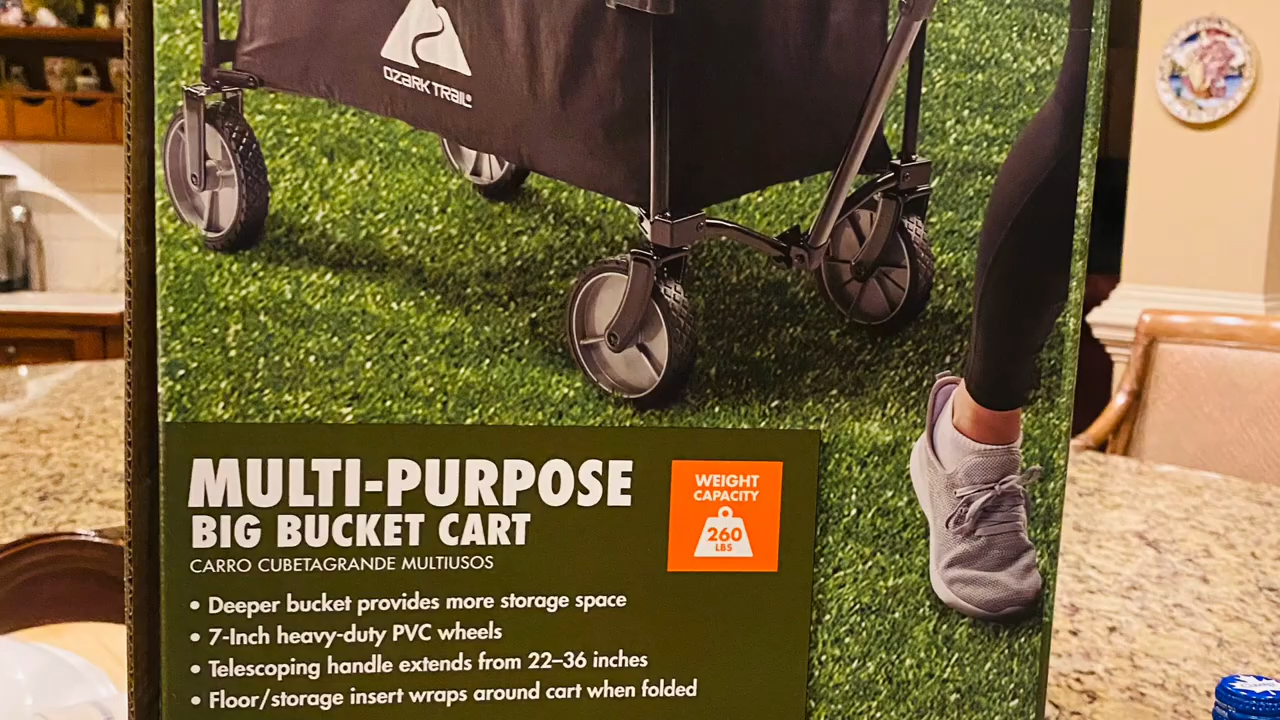 OZARK TRAIL®
MULTI-PURPOSE
BIG BUCKET CART
CARRO CUBETAGRANDE MULTIUSOS
WEIGHT
CAPACITY
260
LBS
• Deeper bucket provides more storage space
• 7-Inch heavy-duty PVC wheels
• Telescoping handle extends from 22–36 inches
• Floor/storage insert wraps around cart when folded